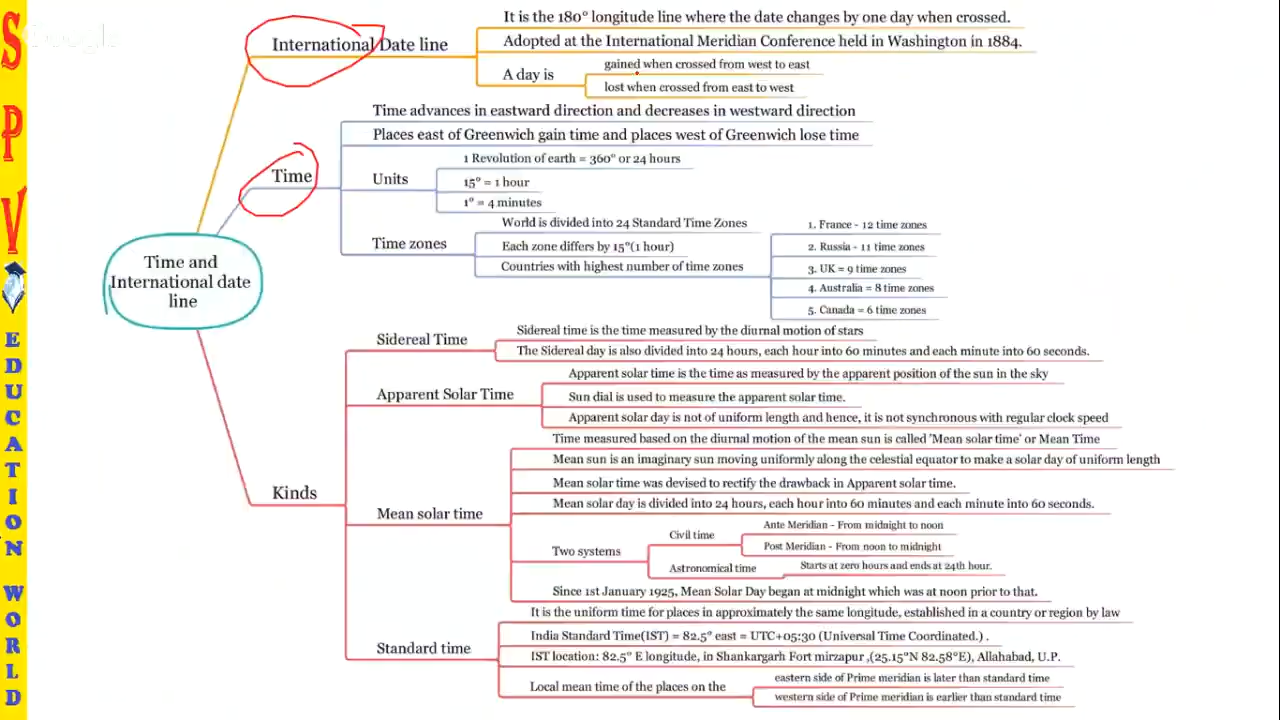 SPV EDUCATION WORLD
Google
Time and
International date
line
International Date line
It is the 180° longitude line where the date changes by one day when crossed.
Adopted at the International Meridian Conference held in Washington in 1884.
A day is
gained when crossed from west to east
lost when crossed from east to west
Time
Time advances in eastward direction and decreases in westward direction
Places east of Greenwich gain time and places west of Greenwich lose time
Units
1 Revolution of earth = 360° or 24 hours
15° = 1 hour
1° = 4 minutes
Time zones
World is divided into 24 Standard Time Zones
Each zone differs by 15°(1 hour)
Countries with highest number of time zones
1. France - 12 time zones
2. Russia - 11 time zones
3. UK = 9 time zones
4. Australia = 8 time zones
5. Canada = 6 time zones
Kinds
Sidereal Time
Sidereal time is the time measured by the diurnal motion of stars
The Sidereal day is also divided into 24 hours, each hour into 60 minutes and each minute into 60 seconds.
Apparent Solar Time
Apparent solar time is the time as measured by the apparent position of the sun in the sky
Sun dial is used to measure the apparent solar time.
Apparent solar day is not of uniform length and hence, it is not synchronous with regular clock speed
Mean solar time
Time measured based on the diurnal motion of the mean sun is called 'Mean solar time' or Mean Time
Mean sun is an imaginary sun moving uniformly along the celestial equator to make a solar day of uniform length
Mean solar time was devised to rectify the drawback in Apparent solar time.
Mean solar day is divided into 24 hours, each hour into 60 minutes and each minute into 60 seconds.
Two systems
Civil time
Ante Meridian - From midnight to noon
Post Meridian - From noon to midnight
Astronomical time
Starts at zero hours and ends at 24th hour.
Since 1st January 1925, Mean Solar Day began at midnight which was at noon prior to that.
Standard time
It is the uniform time for places in approximately the same longitude, established in a country or region by law
India Standard Time(IST) = 82.5° east = UTC+05:30 (Universal Time Coordinated.) .
IST location: 82.5° E longitude, in Shankargarh Fort mirzapur ,(25.15°N 82.58°E), Allahabad, U.P.
Local mean time of the places on the
eastern side of Prime meridian is later than standard time
western side of Prime meridian is earlier than standard time